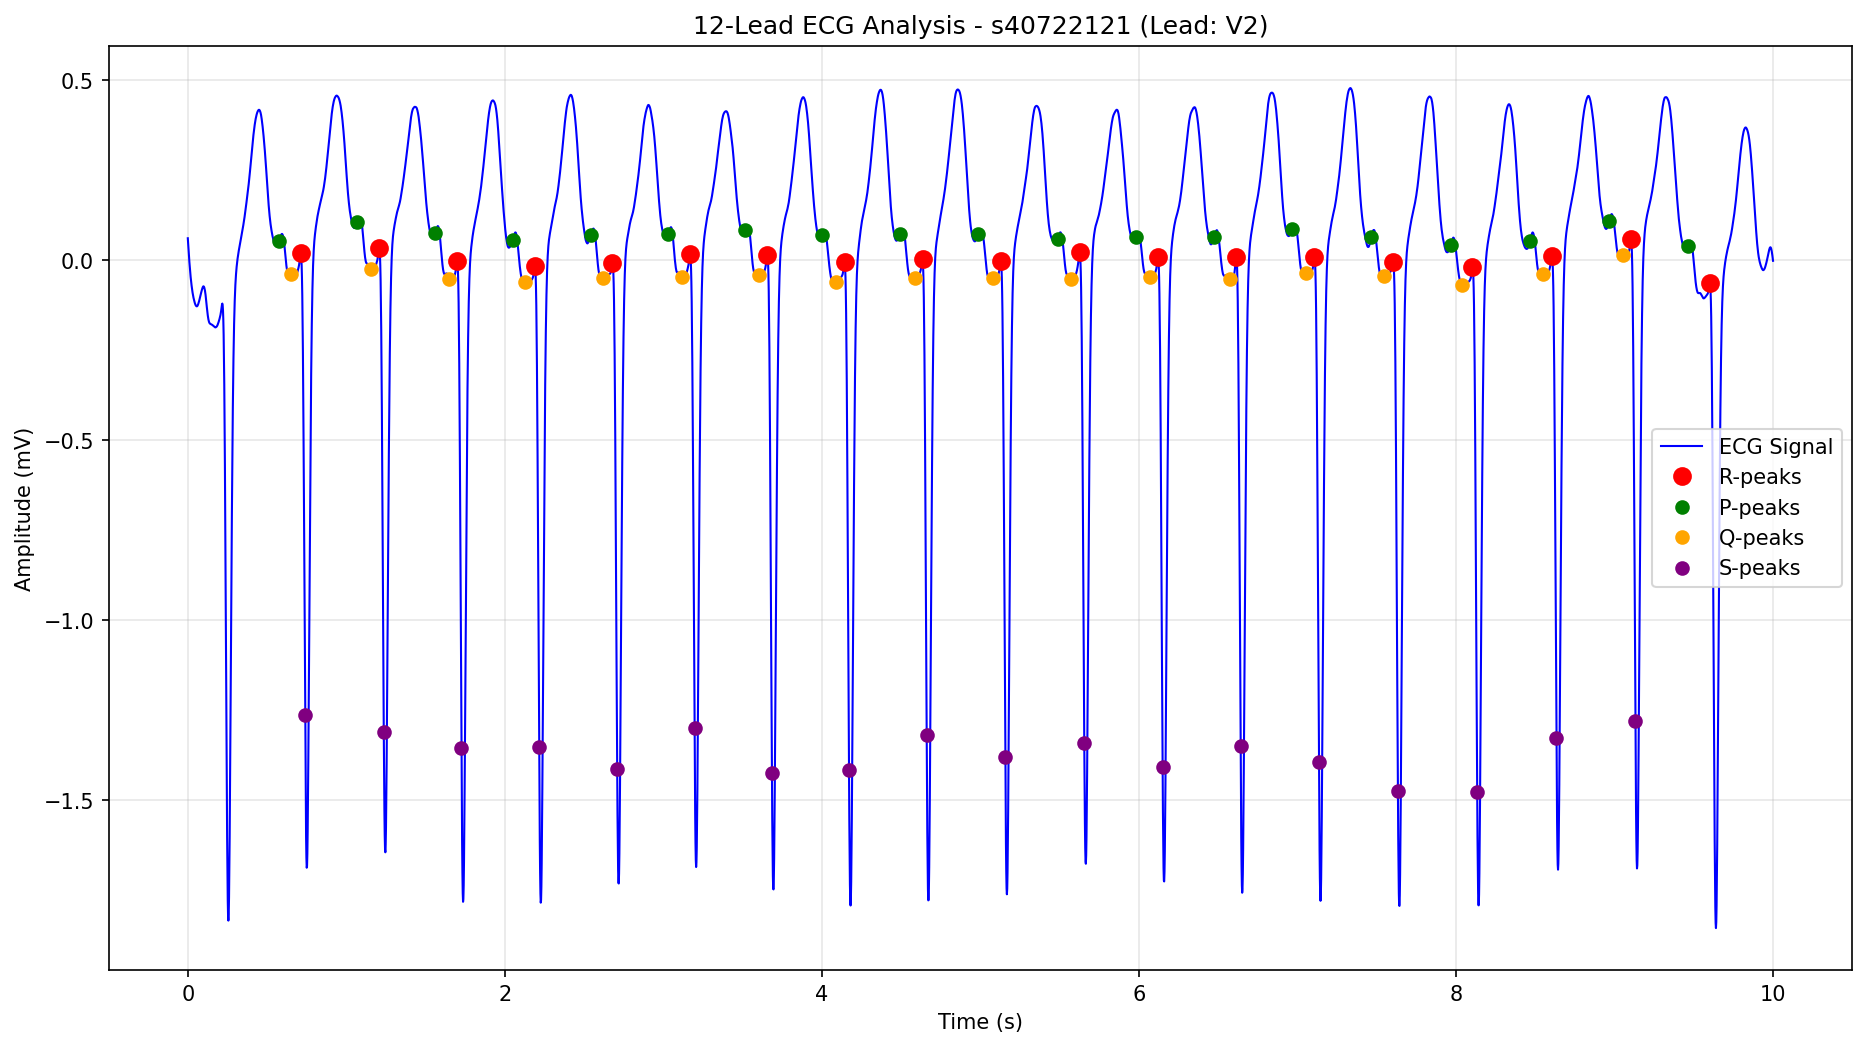 12-Lead ECG Analysis - s40722121 (Lead: V2)
0.5
0.0
−0.5
−1.0
−1.5
Amplitude (mV)
ECG Signal
R-peaks
P-peaks
Q-peaks
S-peaks
0
2
4
6
8
10
Time (s)